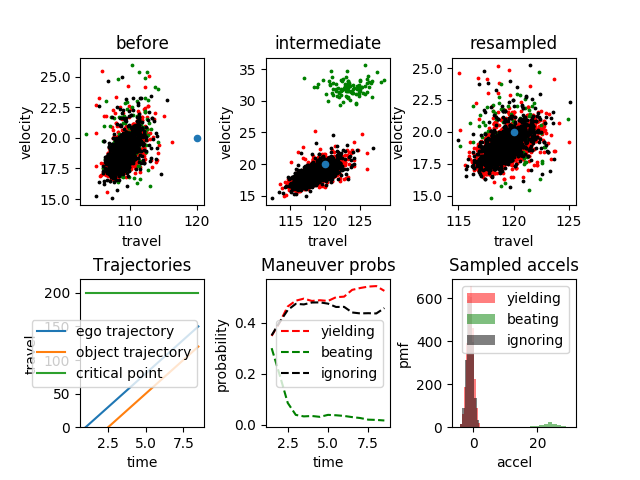 before
intermediate
resampled
25.0
22.5
20.0
17.5
15.0
velocity
110
120
travel
35
30
25
20
15
velocity
115
120
125
travel
25.0
22.5
20.0
17.5
15.0
velocity
115
120
125
travel
Trajectories
Maneuver probs
Sampled accels
200
150
100
50
0
travel
ego trajectory
object trajectory
critical point
2.5
5.0
7.5
time
0.4
0.2
0.0
probability
yielding
beating
ignoring
2.5
5.0
7.5
time
600
400
200
0
pmf
yielding
beating
ignoring
0
20
accel